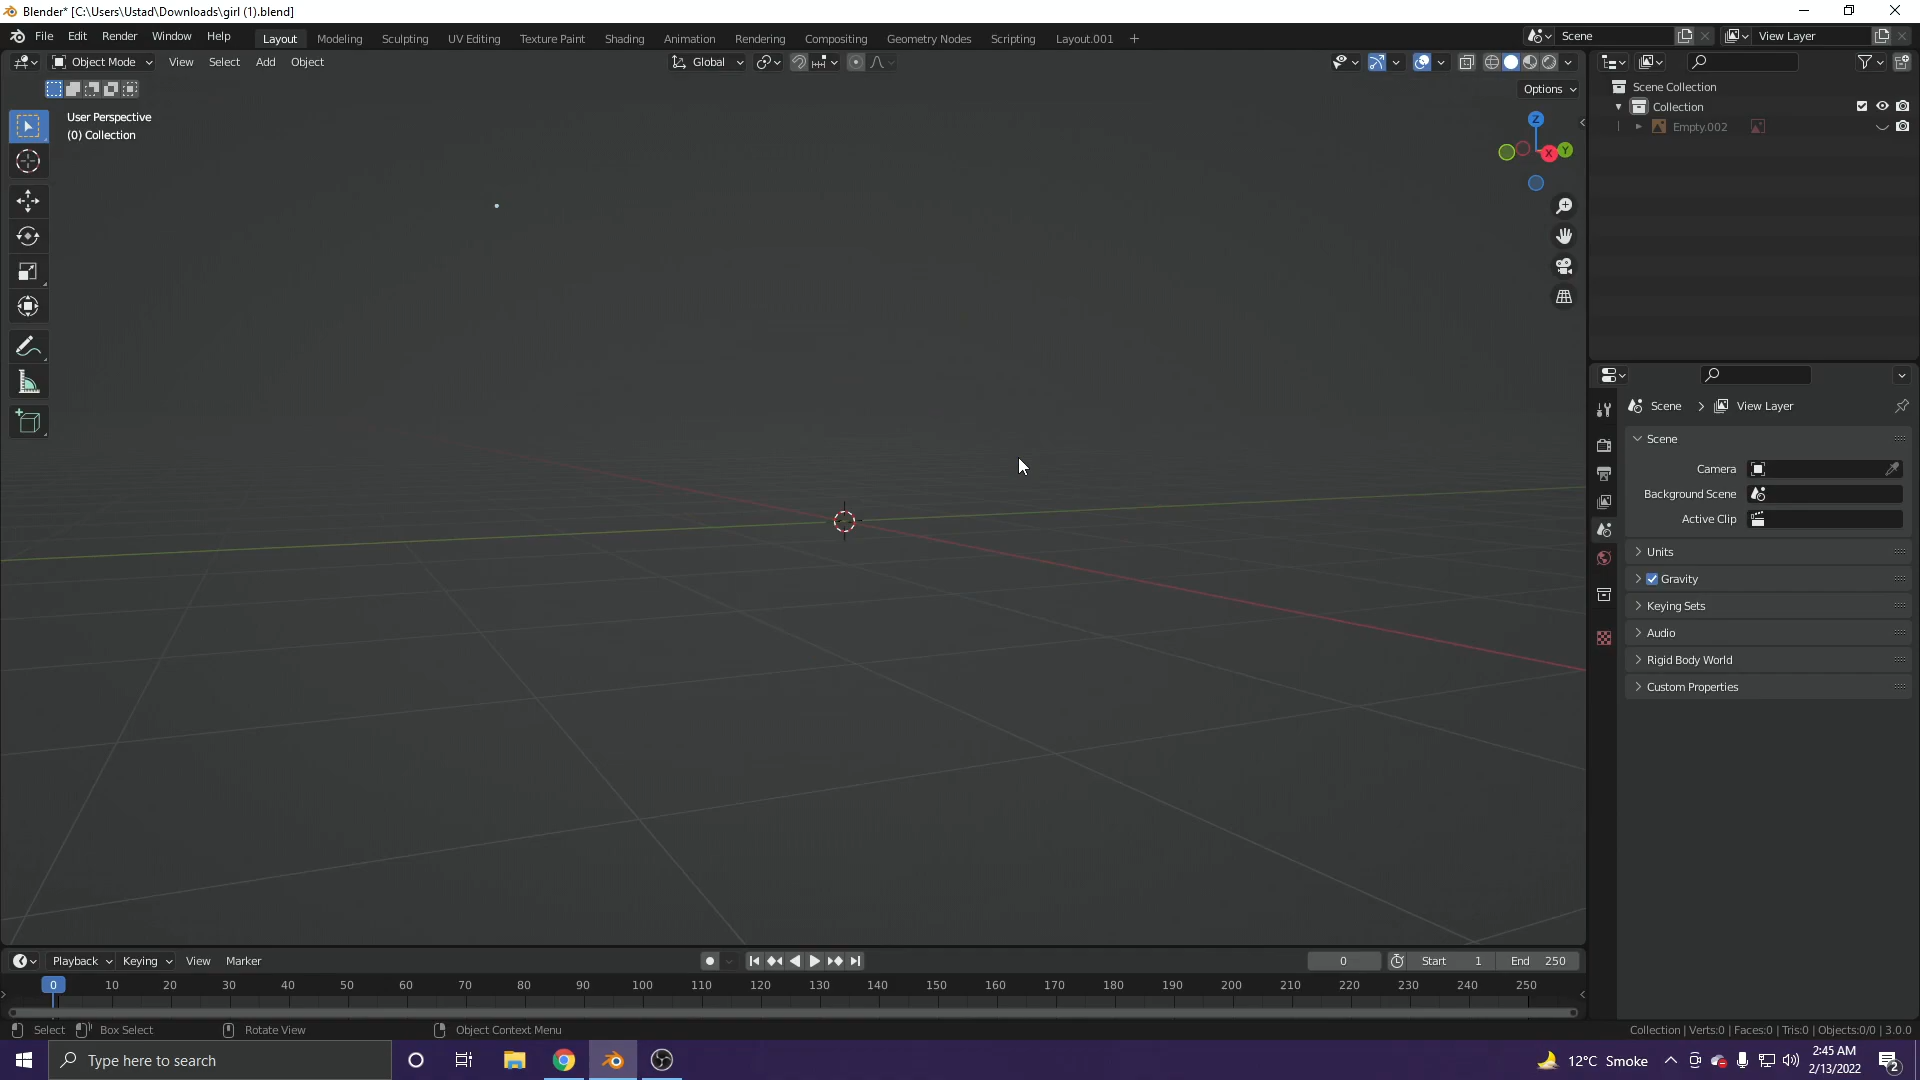 Blender* [C:\Users\Ustad\Downloads\girl (1).blend]
File Edit Render Window Help Layout Modeling Sculpting UV Editing Texture Paint Shading Animation Rendering Compositing Geometry Nodes Scripting Layout.001 + Scene View Layer
Object Mode View Select Add Object Global
Options
User Perspective
(0) Collection
Z
X
Y
Scene Collection
Collection
Empty.002
Scene > View Layer
Scene
Camera
Background Scene
Active Clip
Units
Gravity
Keying Sets
Audio
Rigid Body World
Custom Properties
Playback Keying View Marker 0 Start 1 End 250
0 10 20 30 40 50 60 70 80 90 100 110 120 130 140 150 160 170 180 190 200 210 220 230 240 250
Select Box Select Rotate View Object Context Menu Collection | Verts:0 | Faces:0 | Tris:0 | Objects:0/0 | 3.0.0
Type here to search 12°C Smoke 2:45 AM
2/13/2022
2